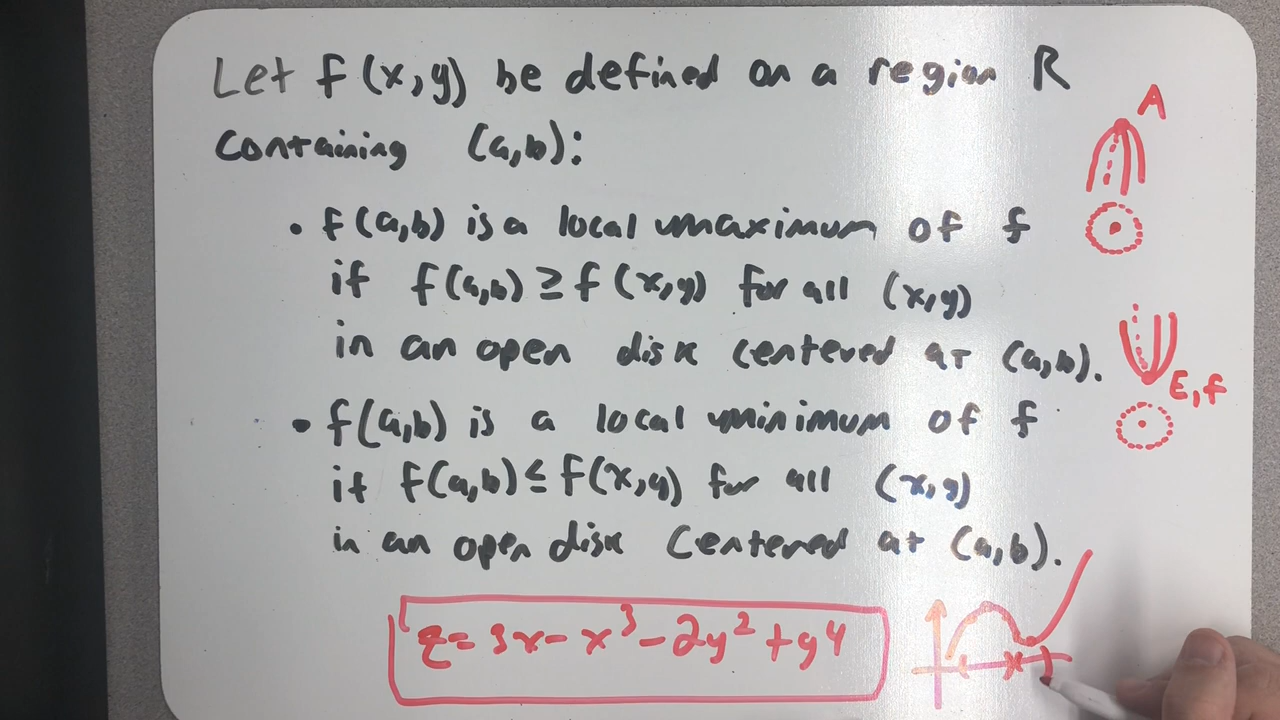 Let f(x,y) be defined on a region R
containing (a,b):
A
• f(a,b) is a local maximum of f
if f(a,b) ≥ f(x,y) for all (x,y)
in an open disk centered at (a,b).
E, f
• f(a,b) is a local minimum of f
if f(a,b) ≤ f(x,y) for all (x,y)
in an open disk centered at (a,b).
z = 3x - x³ - 2y² + y4